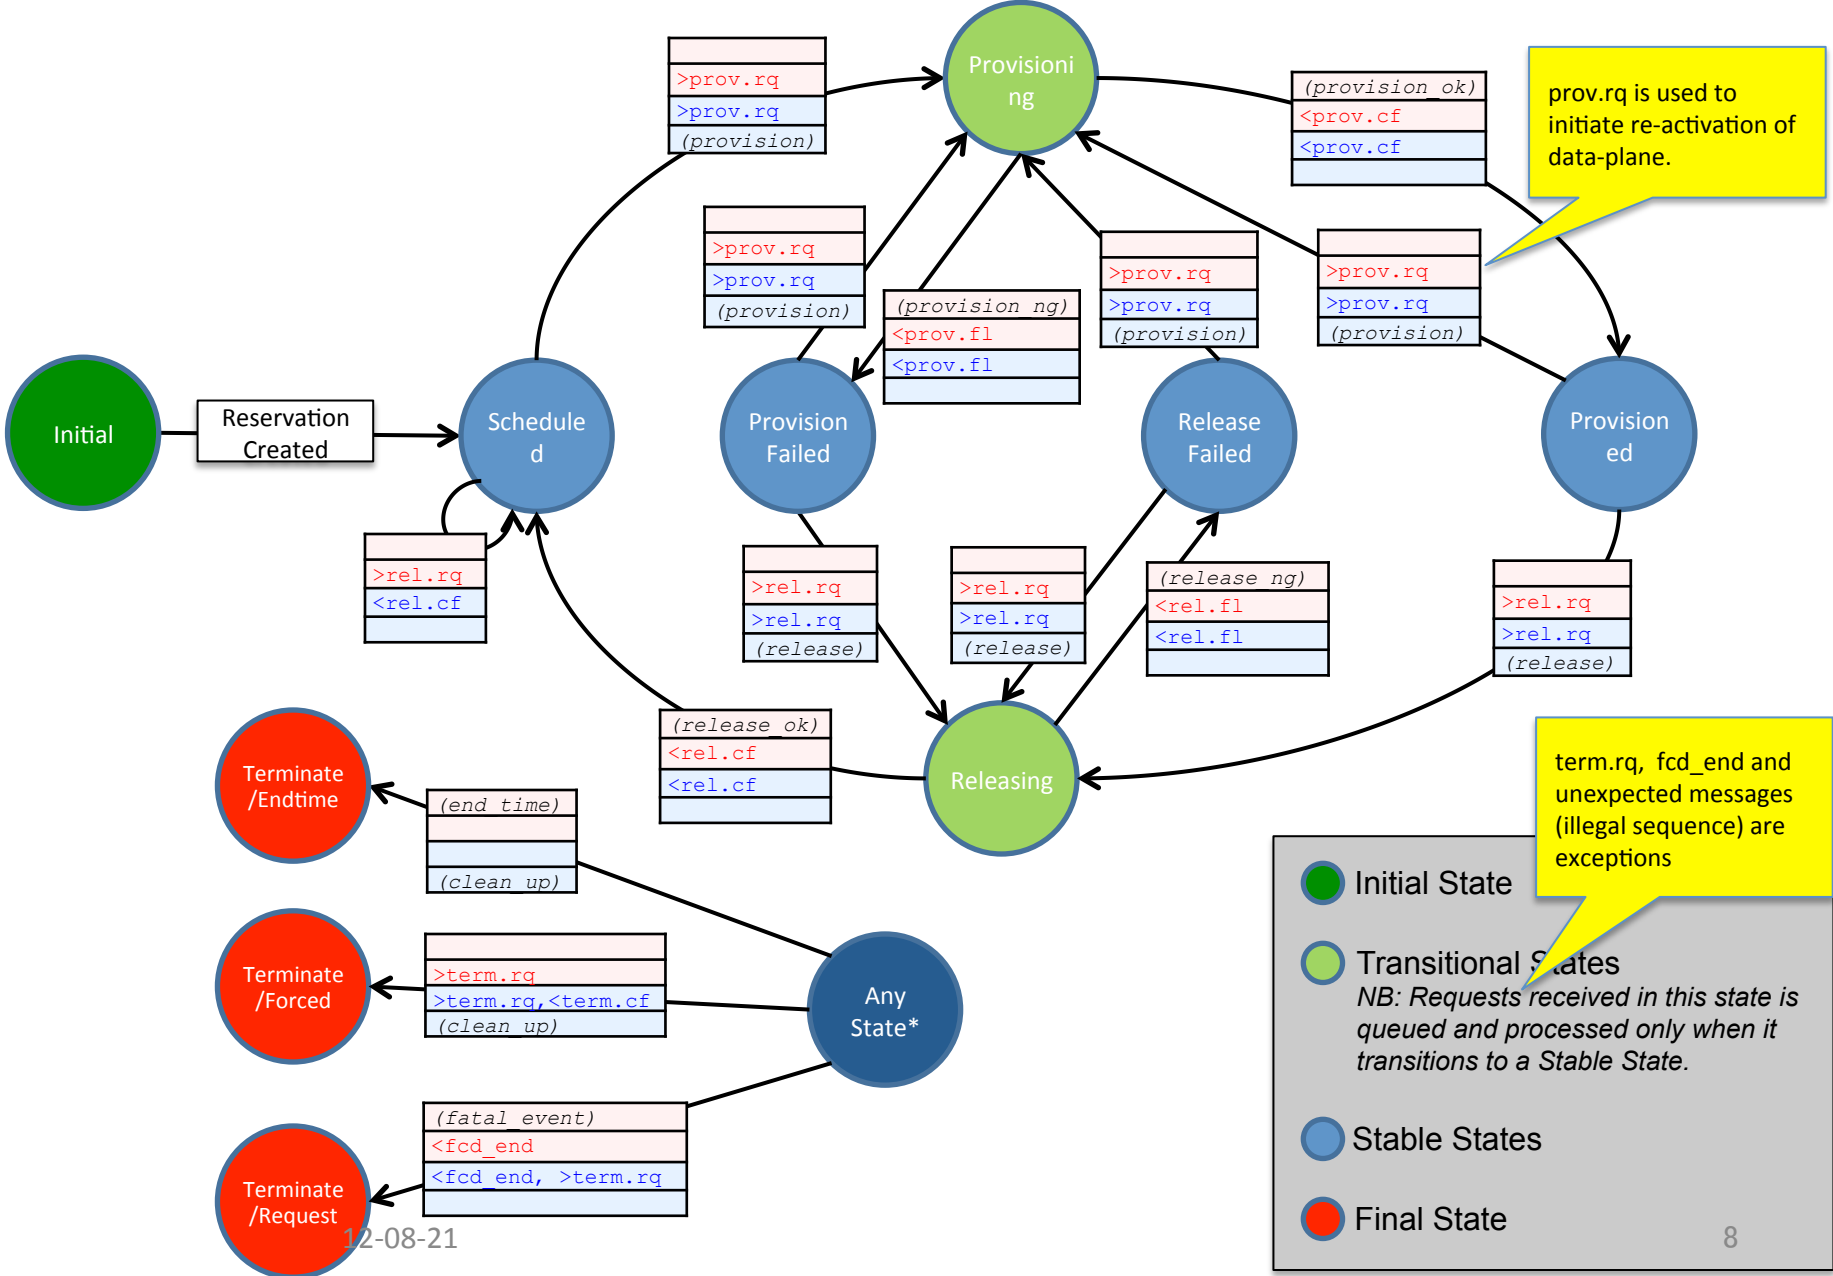 Provisioni
ng
>prov.rq
>prov.rq
(provision)
(provision_ok)
<prov.cf
<prov.cf
prov.rq is used to
initiate re-activation of
data-plane.
>prov.rq
>prov.rq
(provision)
(provision_ng)
<prov.fl
<prov.fl
>prov.rq
>prov.rq
(provision)
>prov.rq
>prov.rq
(provision)
Initial
Reservation
Created
Schedule
d
Provision
Failed
Release
Failed
Provision
ed
>rel.rq
<rel.cf
>rel.rq
>rel.rq
(release)
>rel.rq
>rel.rq
(release)
(release_ng)
<rel.fl
<rel.fl
>rel.rq
>rel.rq
(release)
(release_ok)
<rel.cf
<rel.cf
Releasing
Terminate
/Endtime
(end_time)
(clean_up)
Terminate
/Forced
>term.rq
>term.rq,<term.cf
(clean_up)
Any
State*
Terminate
/Request
(fatal_event)
<fcd_end
<fcd_end, >term.rq
term.rq, fcd_end and
unexpected messages
(illegal sequence) are
exceptions
Initial State
Transitional States
NB: Requests received in this state is
queued and processed only when it
transitions to a Stable State.
Stable States
Final State
12-08-21
8